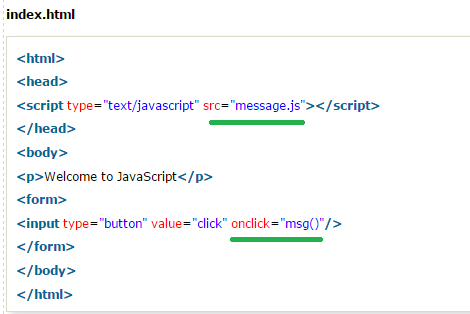 index.html
<html>
<head>
<script type="text/javascript" src="message.js"></script>
</head>
<body>
<p>Welcome to JavaScript</p>
<form>
<input type="button" value="click" onclick="msg()"/>
</form>
</body>
</html>